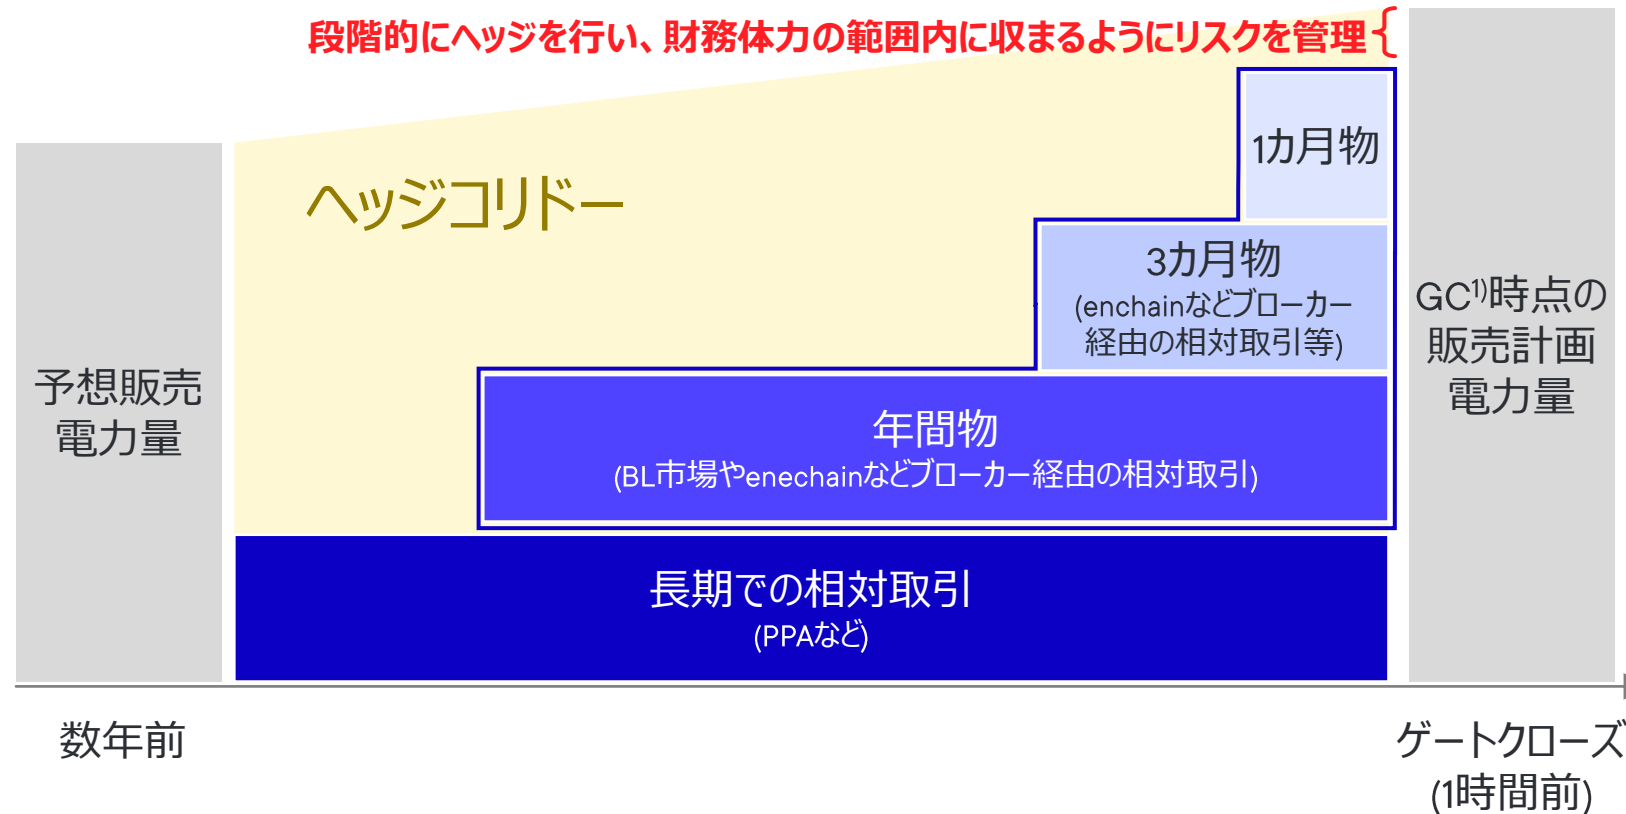 段階的にヘッジを行い、財務体力の範囲内に収まるようにリスクを管理
ヘッジコリドー
1カ月物
3カ月物
(enchainなどブローカー
経由の相対取引等)
年間物
(BL市場やenechainなどブローカー経由の相対取引)
長期での相対取引
(PPAなど)
予想販売
電力量
GC1)時点の
販売計画
電力量
数年前
ゲートクローズ
(1時間前)